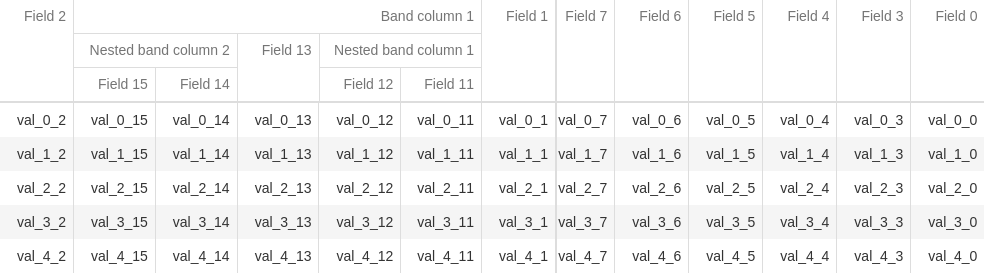 Field 2 Band column 1 Field 1 Field 7 Field 6 Field 5 Field 4 Field 3 Field 0
Nested band column 2 Field 13 Nested band column 1
Field 15 Field 14 Field 12 Field 11
val_0_2 val_0_15 val_0_14 val_0_13 val_0_12 val_0_11 val_0_1 val_0_7 val_0_6 val_0_5 val_0_4 val_0_3 val_0_0
val_1_2 val_1_15 val_1_14 val_1_13 val_1_12 val_1_11 val_1_1 val_1_7 val_1_6 val_1_5 val_1_4 val_1_3 val_1_0
val_2_2 val_2_15 val_2_14 val_2_13 val_2_12 val_2_11 val_2_1 val_2_7 val_2_6 val_2_5 val_2_4 val_2_3 val_2_0
val_3_2 val_3_15 val_3_14 val_3_13 val_3_12 val_3_11 val_3_1 val_3_7 val_3_6 val_3_5 val_3_4 val_3_3 val_3_0
val_4_2 val_4_15 val_4_14 val_4_13 val_4_12 val_4_11 val_4_1 val_4_7 val_4_6 val_4_5 val_4_4 val_4_3 val_4_0